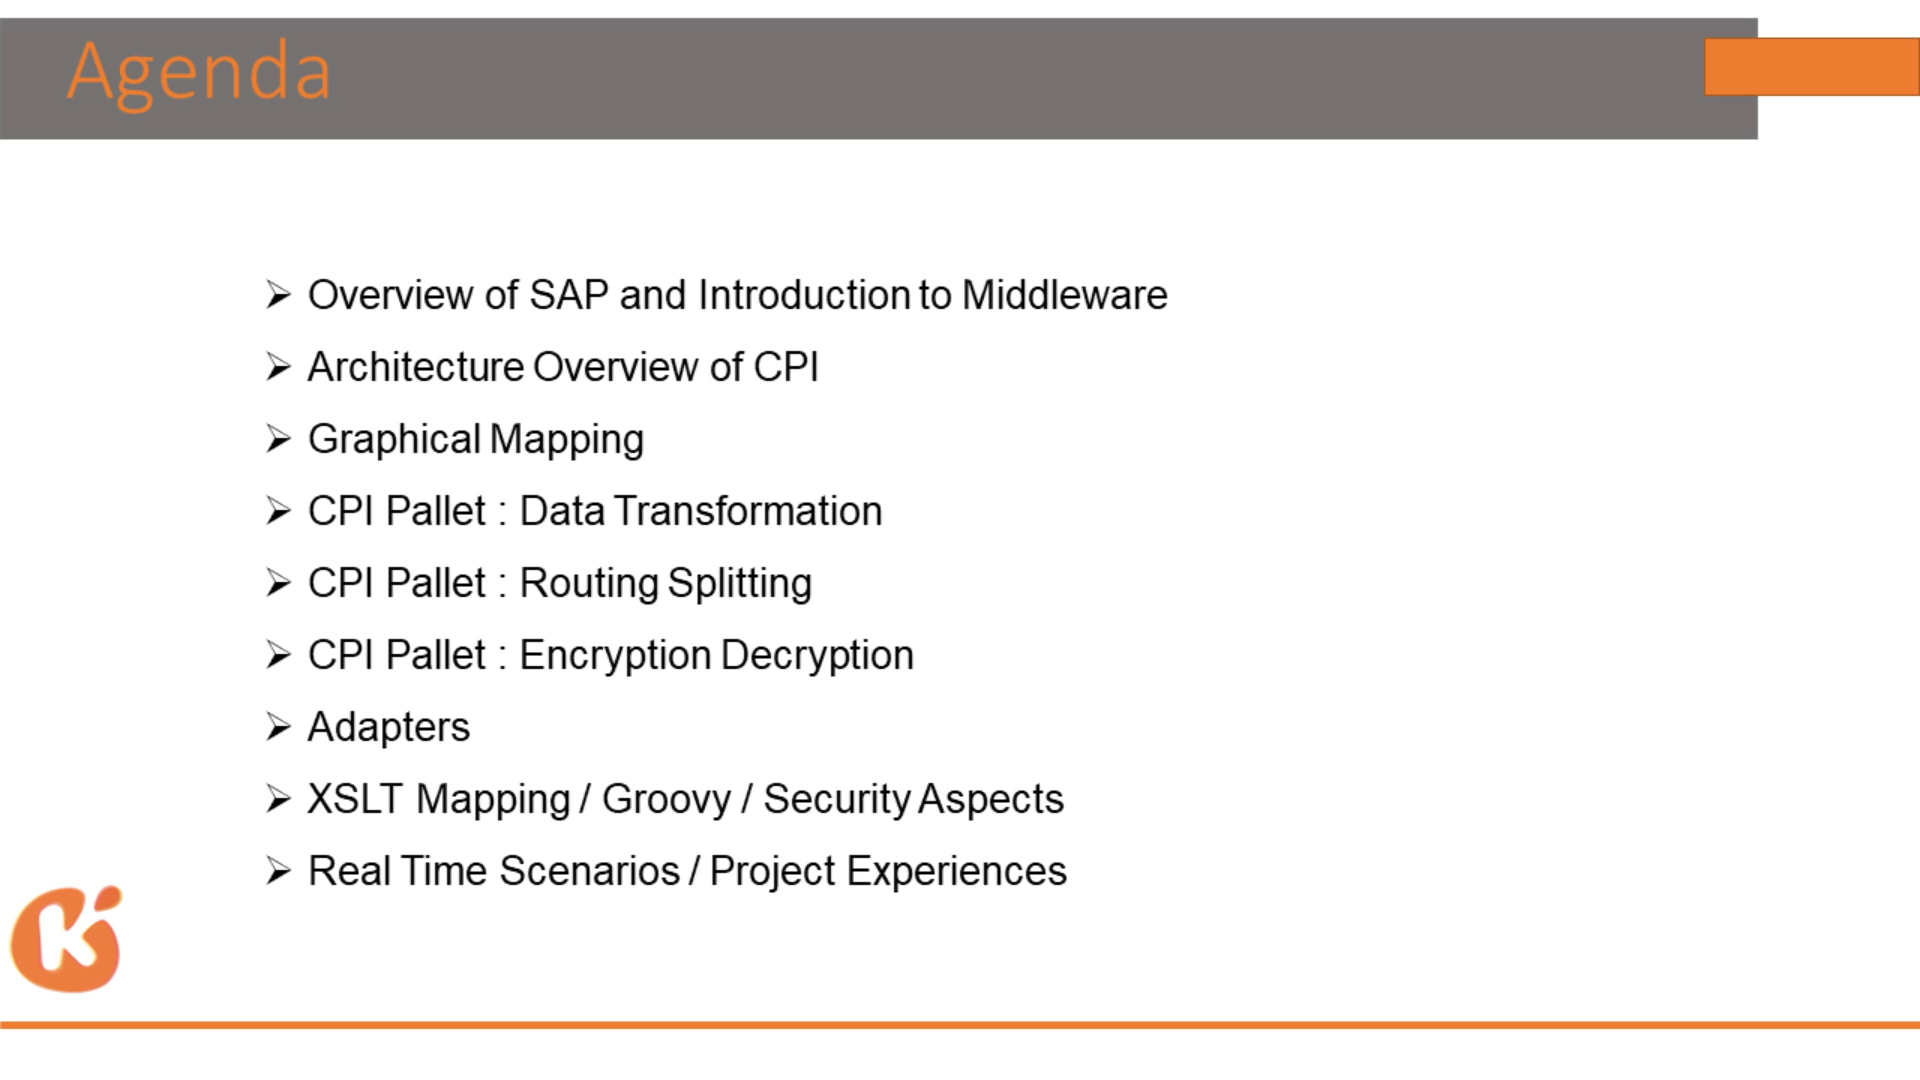 Agenda
Overview of SAP and Introduction to Middleware
Architecture Overview of CPI
Graphical Mapping
CPI Pallet : Data Transformation
CPI Pallet : Routing Splitting
CPI Pallet : Encryption Decryption
Adapters
XSLT Mapping / Groovy / Security Aspects
Real Time Scenarios / Project Experiences
K